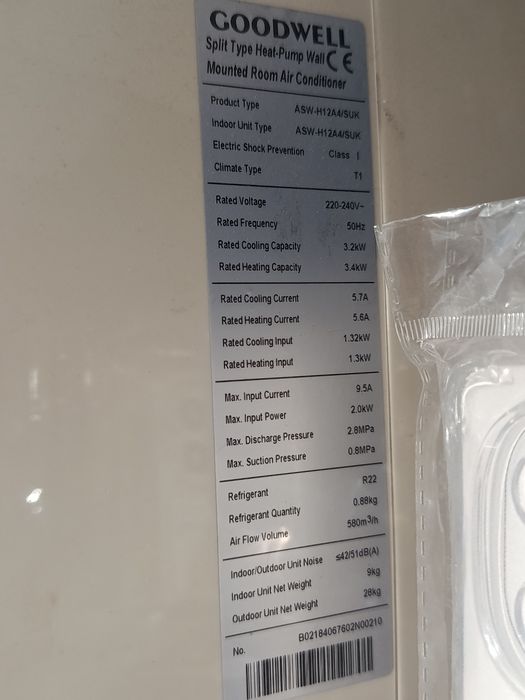 GOODWELL
Split Type Heat-Pump Wall CE
Mounted Room Air Conditioner
Product Type ASW-H12A4/SUK
Indoor Unit Type ASW-H12A4/SUK
Electric Shock Prevention Class I
Climate Type T1
Rated Voltage 220-240V~
Rated Frequency 50Hz
Rated Cooling Capacity 3.2kW
Rated Heating Capacity 3.4kW
Rated Cooling Current 5.7A
Rated Heating Current 5.6A
Rated Cooling Input 1.32kW
Rated Heating Input 1.3kW
Max. Input Current 9.5A
Max. Input Power 2.0kW
Max. Discharge Pressure 2.8MPa
Max. Suction Pressure 0.8MPa
Refrigerant R22
Refrigerant Quantity 0.88kg
Air Flow Volume 580m³/h
Indoor/Outdoor Unit Noise ≤42/51dB(A)
Indoor Unit Net Weight 9kg
Outdoor Unit Net Weight 28kg
No. B02184067602N00210